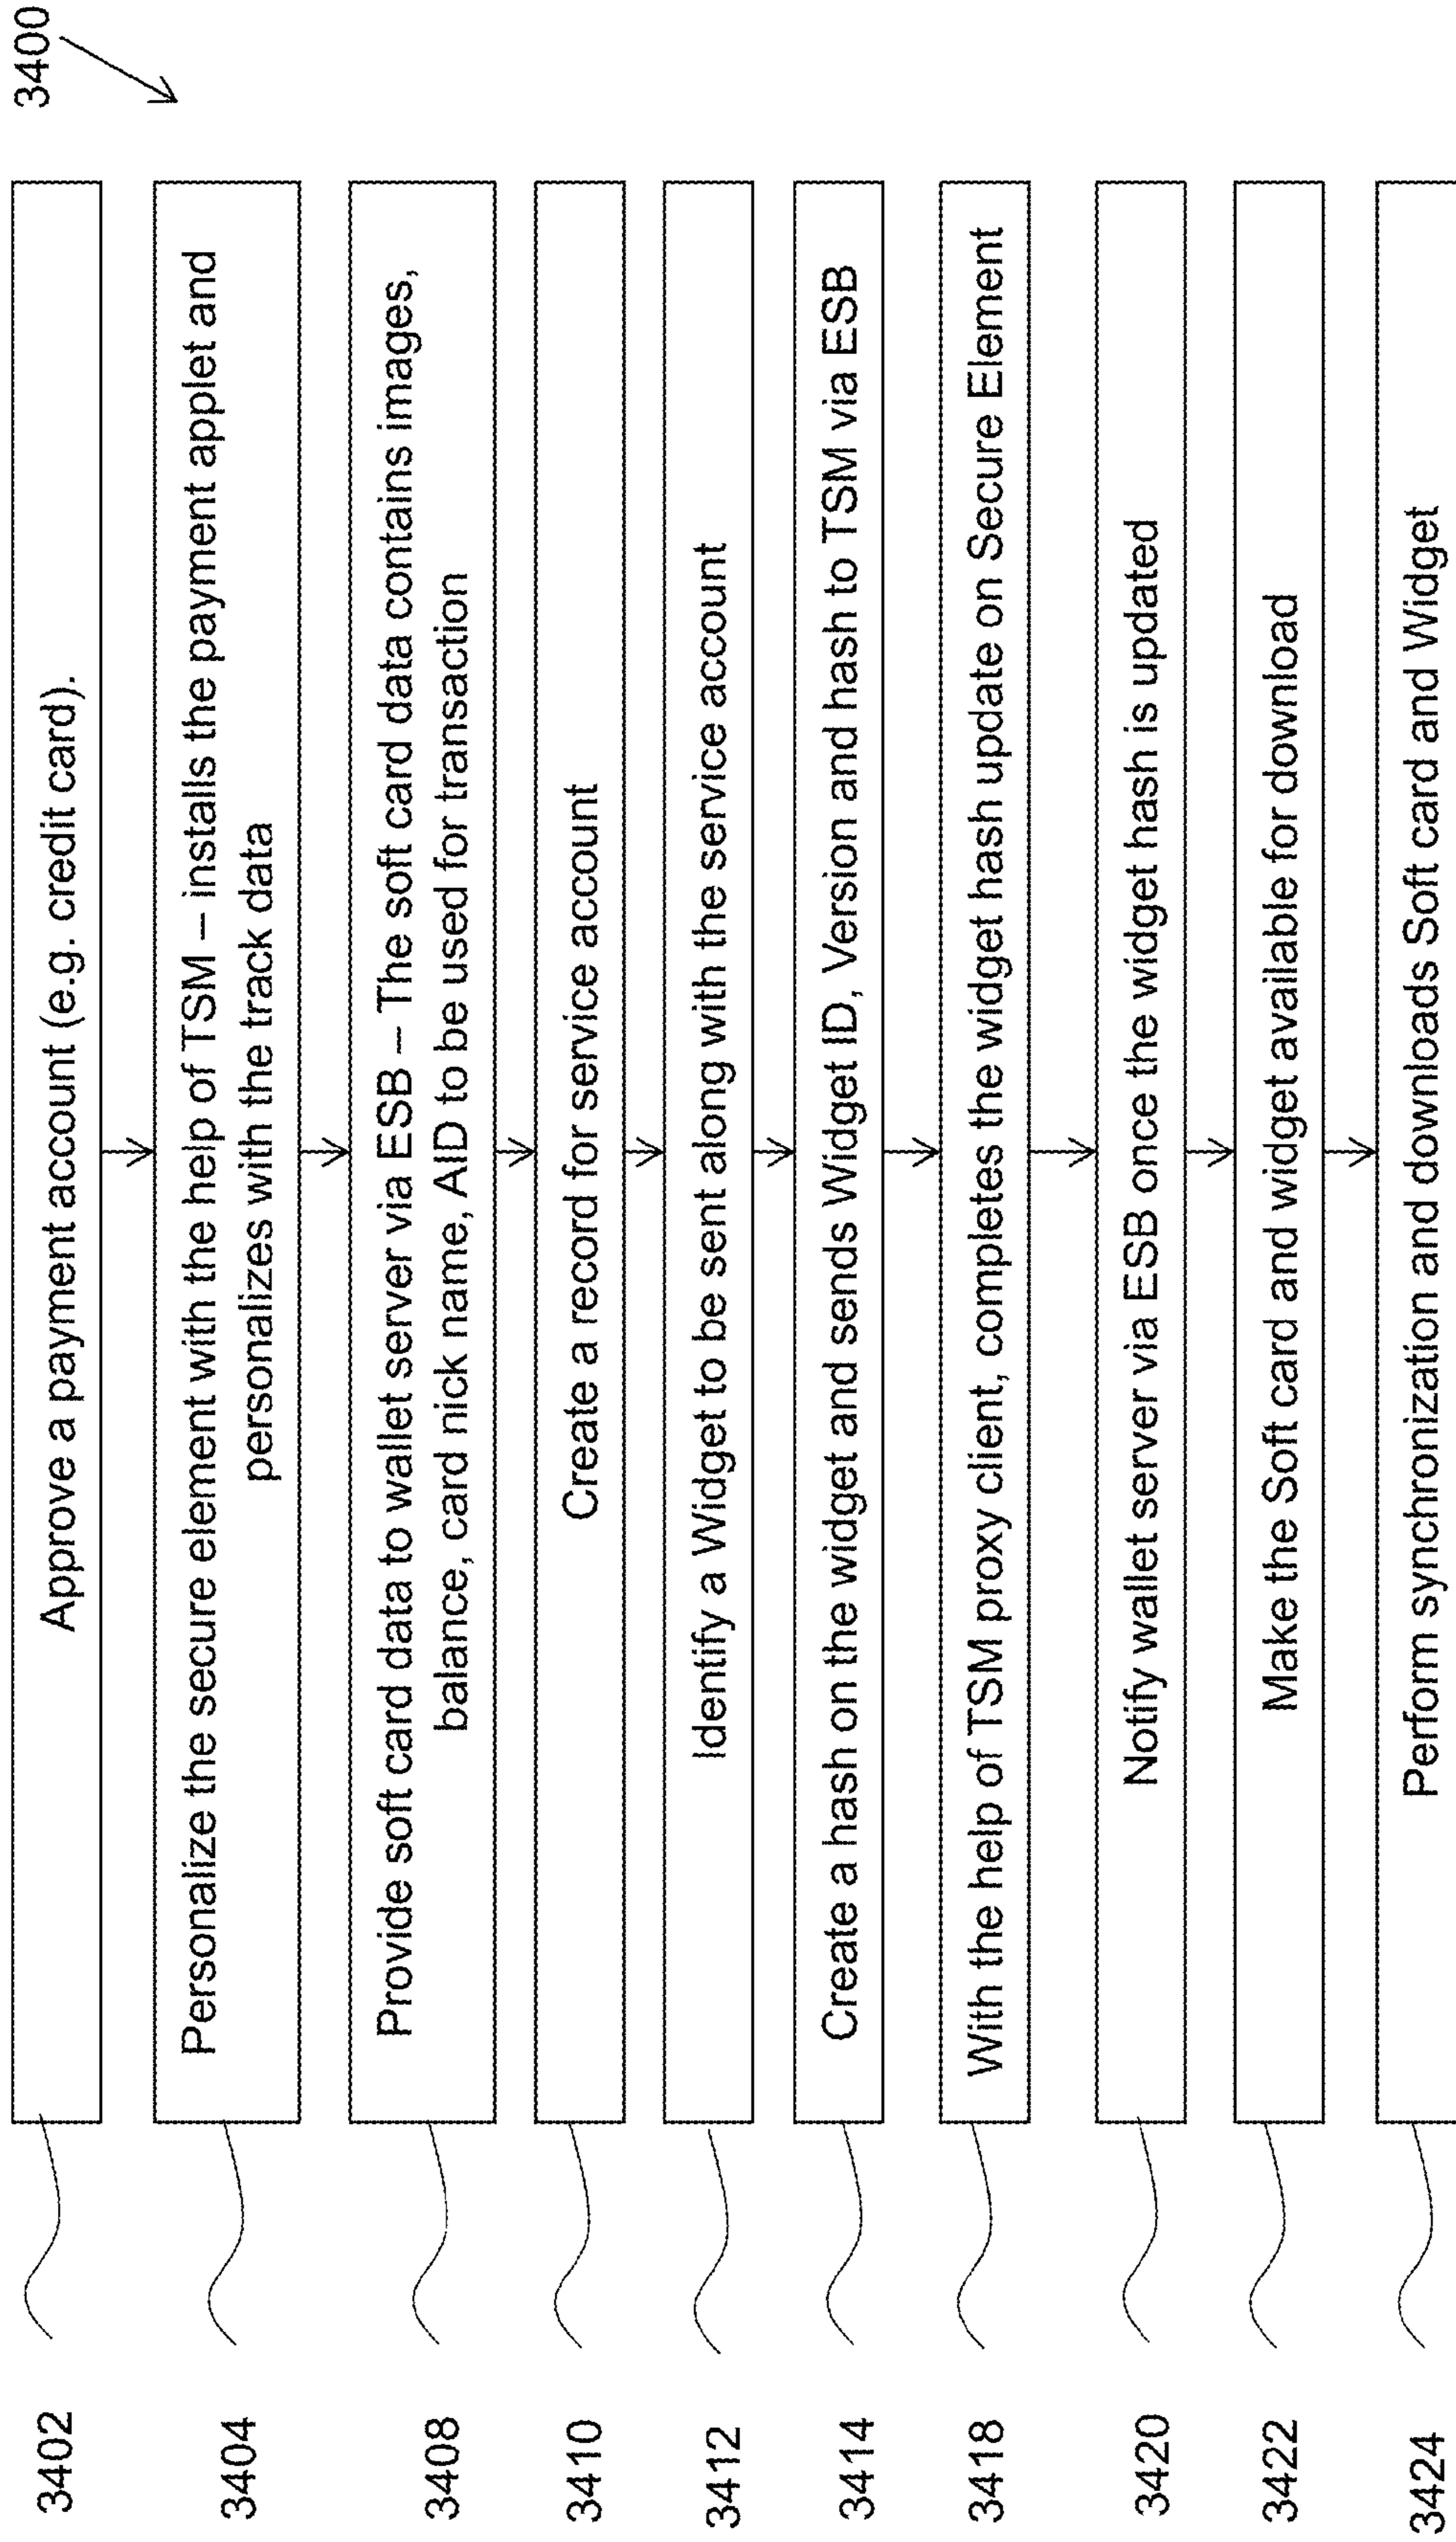 3400
3402
Approve a payment account (e.g. credit card).
3404
Personalize the secure element with the help of TSM – installs the payment applet and
personalizes with the track data
3408
Provide soft card data to wallet server via ESB – The soft card data contains images,
balance, card nick name, AID to be used for transaction
3410
Create a record for service account
3412
Identify a Widget to be sent along with the service account
3414
Create a hash on the widget and sends Widget ID, Version and hash to TSM via ESB
3418
With the help of TSM proxy client, completes the widget hash update on Secure Element
3420
Notify wallet server via ESB once the widget hash is updated
3422
Make the Soft card and widget available for download
3424
Perform synchronization and downloads Soft card and Widget